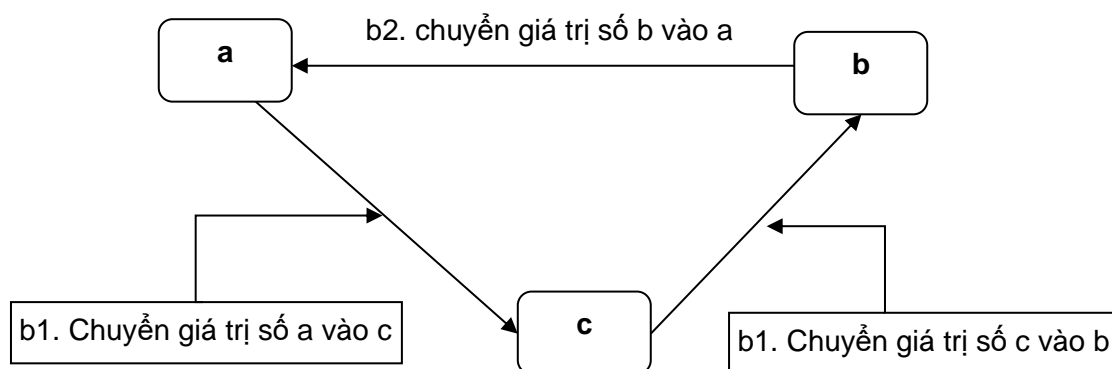 b2. chuyển giá trị số b vào a
a
b
c
b1. Chuyển giá trị số a vào c
b1. Chuyển giá trị số c vào b